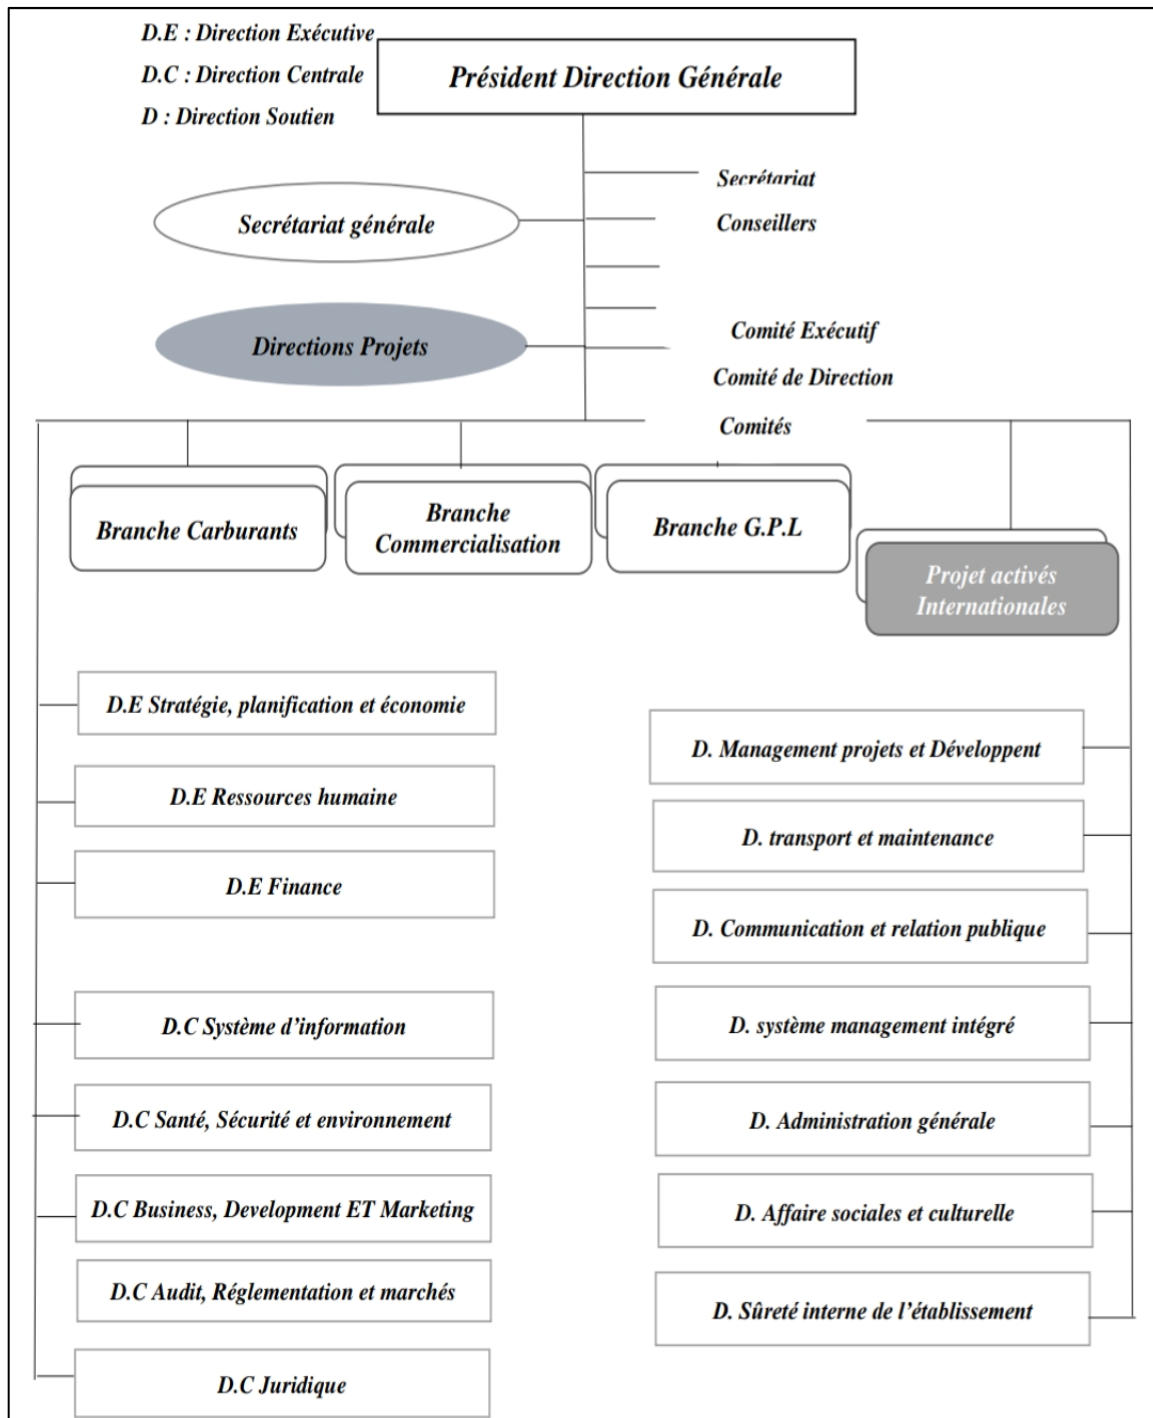 D.E : Direction Exécutive
D.C : Direction Centrale
D : Direction Soutien
Président Direction Générale
Secrétariat
Secrétariat générale
Conseillers
Directions Projets
Comité Exécutif
Comité de Direction
Comités
Branche Carburants
Branche
Commercialisation
Branche G.P.L
Projet activés
Internationales
D.E Stratégie, planification et économie
D.E Ressources humaine
D.E Finance
D.C Système d’information
D.C Santé, Sécurité et environnement
D.C Business, Development ET Marketing
D.C Audit, Réglementation et marchés
D.C Juridique
D. Management projets et Développent
D. transport et maintenance
D. Communication et relation publique
D. système management intégré
D. Administration générale
D. Affaire sociales et culturelle
D. Sûreté interne de l’établissement